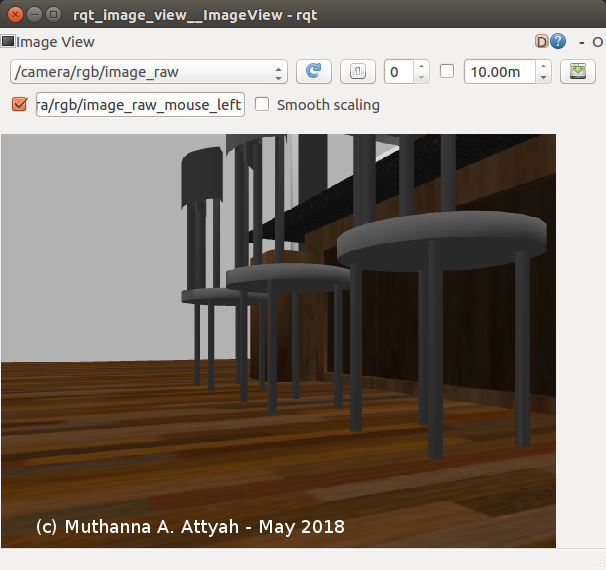 rqt_image_view__ImageView - rqt
Image View
D ? - O
/camera/rgb/image_raw
0
10.00m
ra/rgb/image_raw_mouse_left
Smooth scaling
(c) Muthanna A. Attyah - May 2018